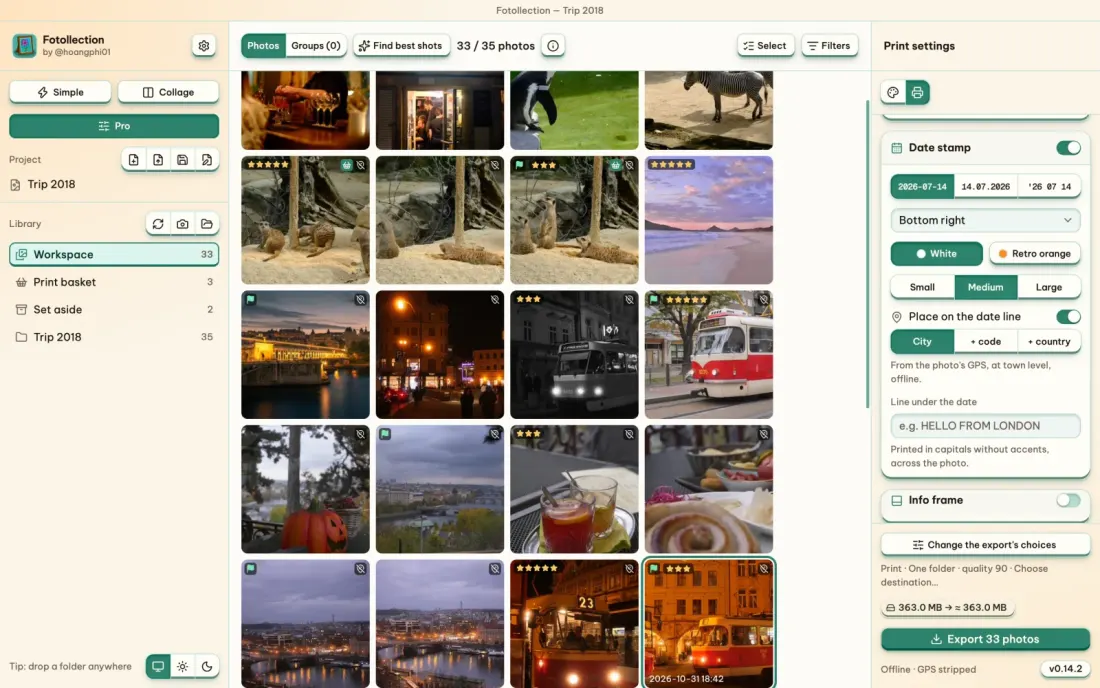 Fotollection — Trip 2018
Fotollection
by @hoangphi01
Simple
Collage
Pro
Project
Trip 2018
Library
Workspace 33
Print basket 3
Set aside 2
Trip 2018 35
Tip: drop a folder anywhere
Photos
Groups (0)
Find best shots
33 / 35 photos
Select
Filters
23
2026-10-31 18:42
Print settings
Date stamp
2026-07-14
14.07.2026
'26 07 14
Bottom right
White
Retro orange
Small
Medium
Large
Place on the date line
City
+ code
+ country
From the photo's GPS, at town level,
offline.
Line under the date
e.g. HELLO FROM LONDON
Printed in capitals without accents,
across the photo.
Info frame
Change the export's choices
Print · One folder · quality 90 · Choose
destination…
363.0 MB → ≈ 363.0 MB
Export 33 photos
Offline · GPS stripped
v0.14.2